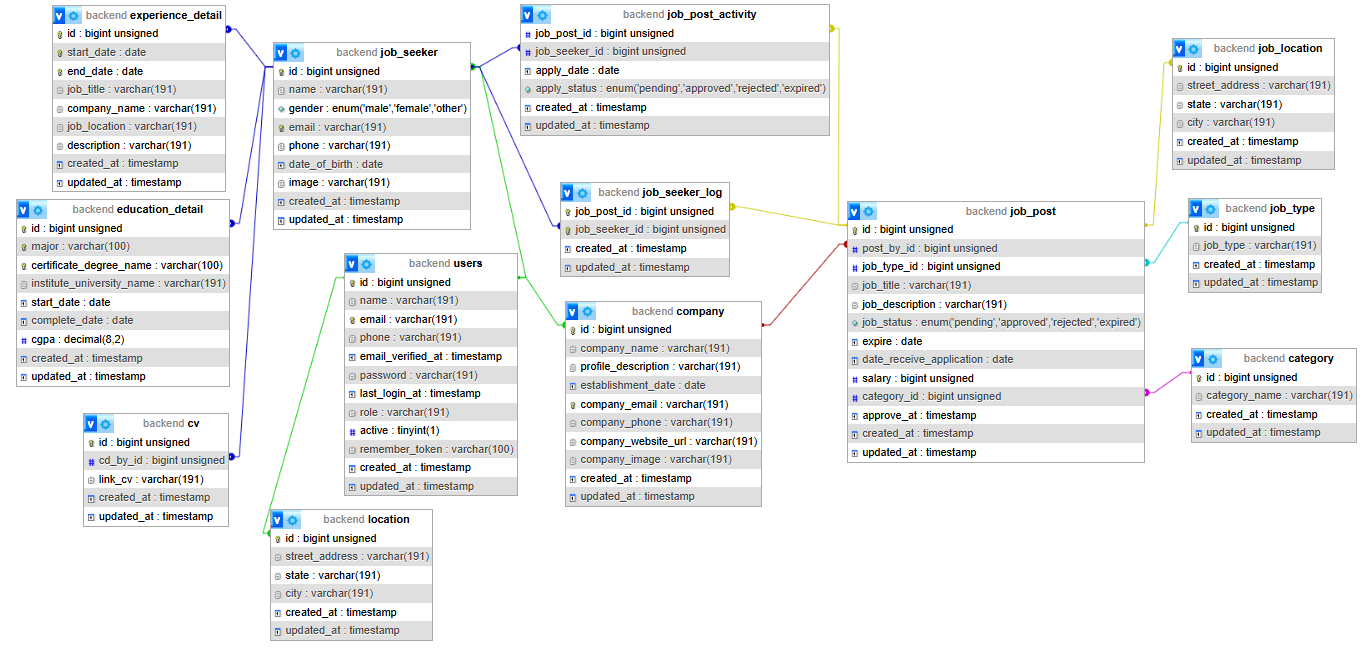 backend experience_detail
id : bigint unsigned
start_date : date
end_date : date
job_title : varchar(191)
company_name : varchar(191)
job_location : varchar(191)
description : varchar(191)
created_at : timestamp
updated_at : timestamp
backend education_detail
id : bigint unsigned
major : varchar(100)
certificate_degree_name : varchar(100)
institute_university_name : varchar(191)
start_date : date
complete_date : date
cgpa : decimal(8,2)
created_at : timestamp
updated_at : timestamp
backend cv
id : bigint unsigned
cd_by_id : bigint unsigned
link_cv : varchar(191)
created_at : timestamp
updated_at : timestamp
backend job_seeker
id : bigint unsigned
name : varchar(191)
gender : enum('male','female','other')
email : varchar(191)
phone : varchar(191)
date_of_birth : date
image : varchar(191)
created_at : timestamp
updated_at : timestamp
backend users
id : bigint unsigned
name : varchar(191)
email : varchar(191)
phone : varchar(191)
email_verified_at : timestamp
password : varchar(191)
last_login_at : timestamp
role : varchar(191)
active : tinyint(1)
remember_token : varchar(100)
created_at : timestamp
updated_at : timestamp
backend location
id : bigint unsigned
street_address : varchar(191)
state : varchar(191)
city : varchar(191)
created_at : timestamp
updated_at : timestamp
backend job_post_activity
job_post_id : bigint unsigned
job_seeker_id : bigint unsigned
apply_date : date
apply_status : enum('pending','approved','rejected','expired')
created_at : timestamp
updated_at : timestamp
backend job_seeker_log
job_post_id : bigint unsigned
job_seeker_id : bigint unsigned
created_at : timestamp
updated_at : timestamp
backend company
id : bigint unsigned
company_name : varchar(191)
profile_description : varchar(191)
establishment_date : date
company_email : varchar(191)
company_phone : varchar(191)
company_website_url : varchar(191)
company_image : varchar(191)
created_at : timestamp
updated_at : timestamp
backend job_post
id : bigint unsigned
post_by_id : bigint unsigned
job_type_id : bigint unsigned
job_title : varchar(191)
job_description : varchar(191)
job_status : enum('pending','approved','rejected','expired')
expire : date
date_receive_application : date
salary : bigint unsigned
category_id : bigint unsigned
approve_at : timestamp
created_at : timestamp
updated_at : timestamp
backend job_location
id : bigint unsigned
street_address : varchar(191)
state : varchar(191)
city : varchar(191)
created_at : timestamp
updated_at : timestamp
backend job_type
id : bigint unsigned
job_type : varchar(191)
created_at : timestamp
updated_at : timestamp
backend category
id : bigint unsigned
category_name : varchar(191)
created_at : timestamp
updated_at : timestamp